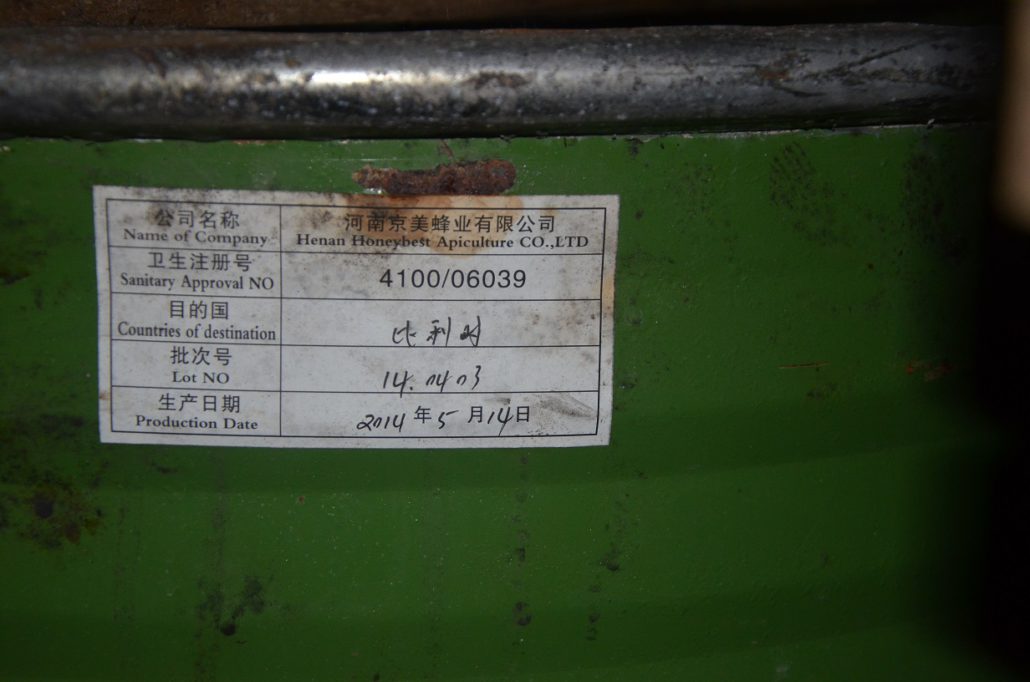 公司名称 河南京美蜂业有限公司
Name of Company Henan Honeybest Apiculture CO.,LTD
卫生注册号
Sanitary Approval NO 4100/06039
目的国
Countries of destination 比利时
批次号
Lot NO 14.0403
生产日期
Production Date 2014年5月14日